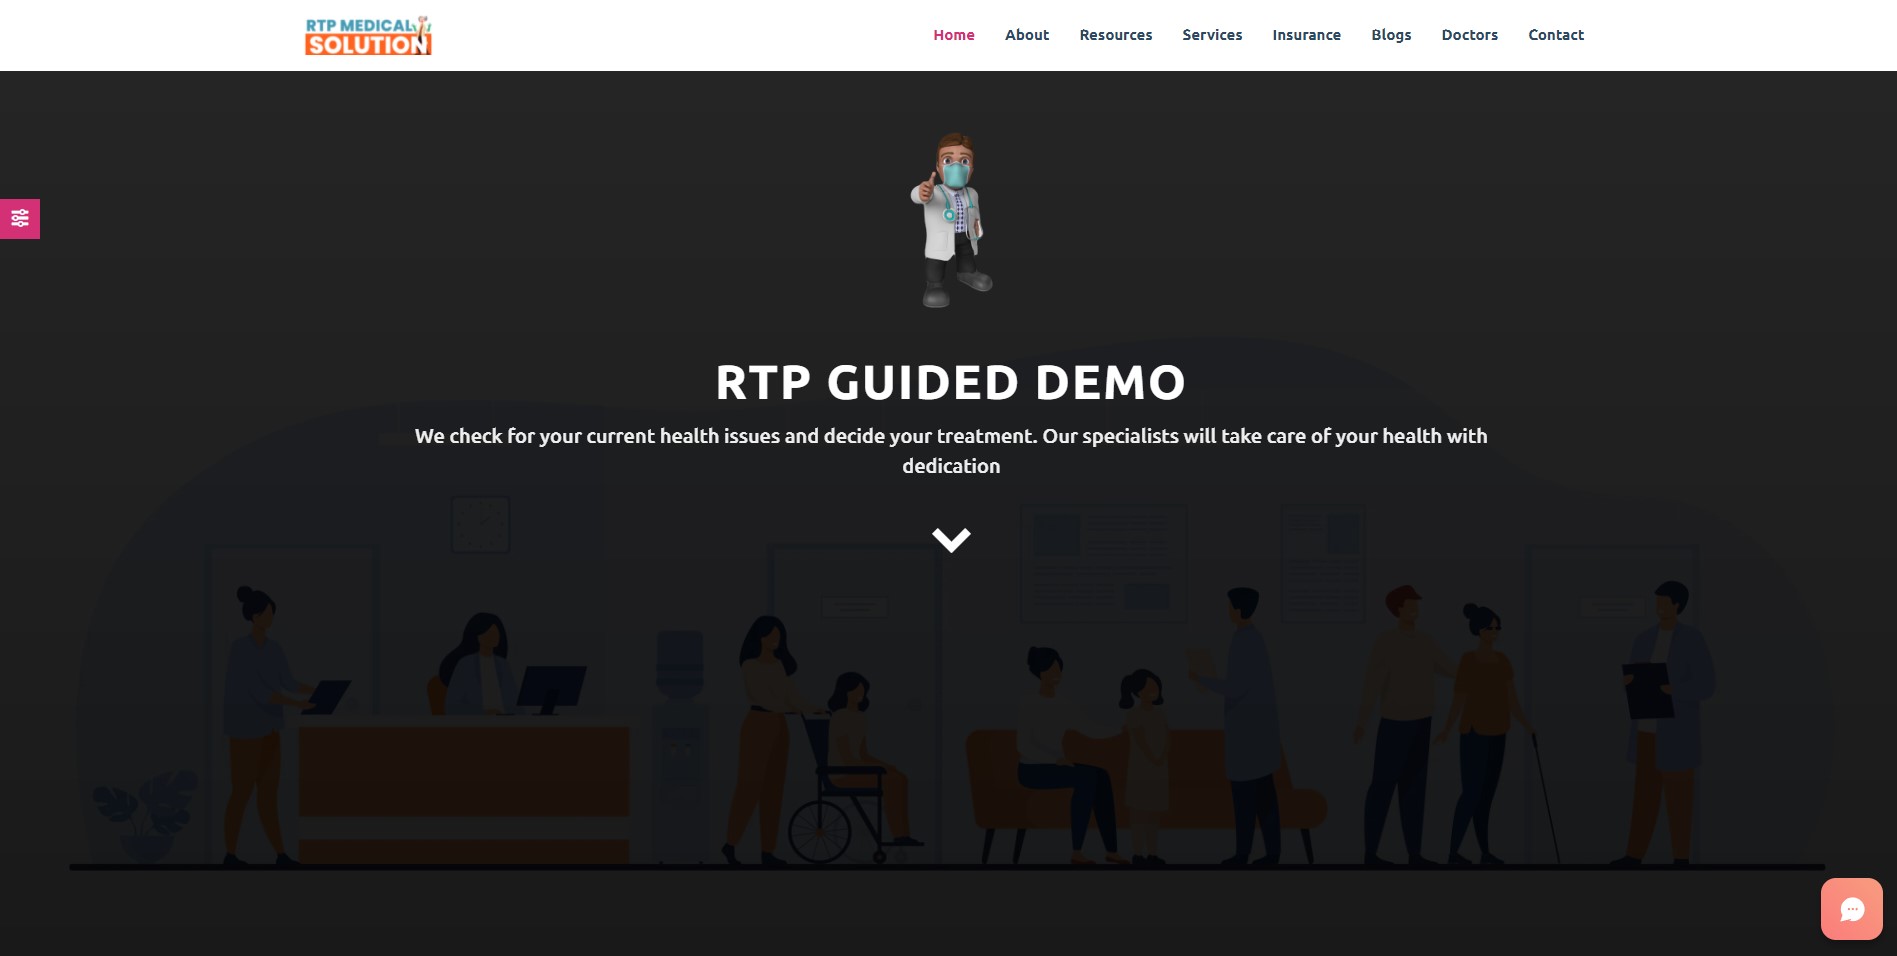 RTP MEDICAL
SOLUTION
Home About Resources Services Insurance Blogs Doctors Contact
RTP GUIDED DEMO
We check for your current health issues and decide your treatment. Our specialists will take care of your health with
dedication